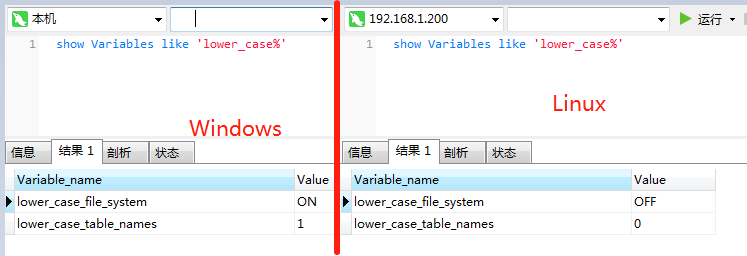 本机
1 show Variables like 'lower_case%'
Windows
信息 结果 1 剖析 状态
Variable_name Value
lower_case_file_system ON
lower_case_table_names 1
192.168.1.200 运行
1 show Variables like 'lower_case%'
Linux
信息 结果 1 剖析 状态
Variable_name Value
lower_case_file_system OFF
lower_case_table_names 0